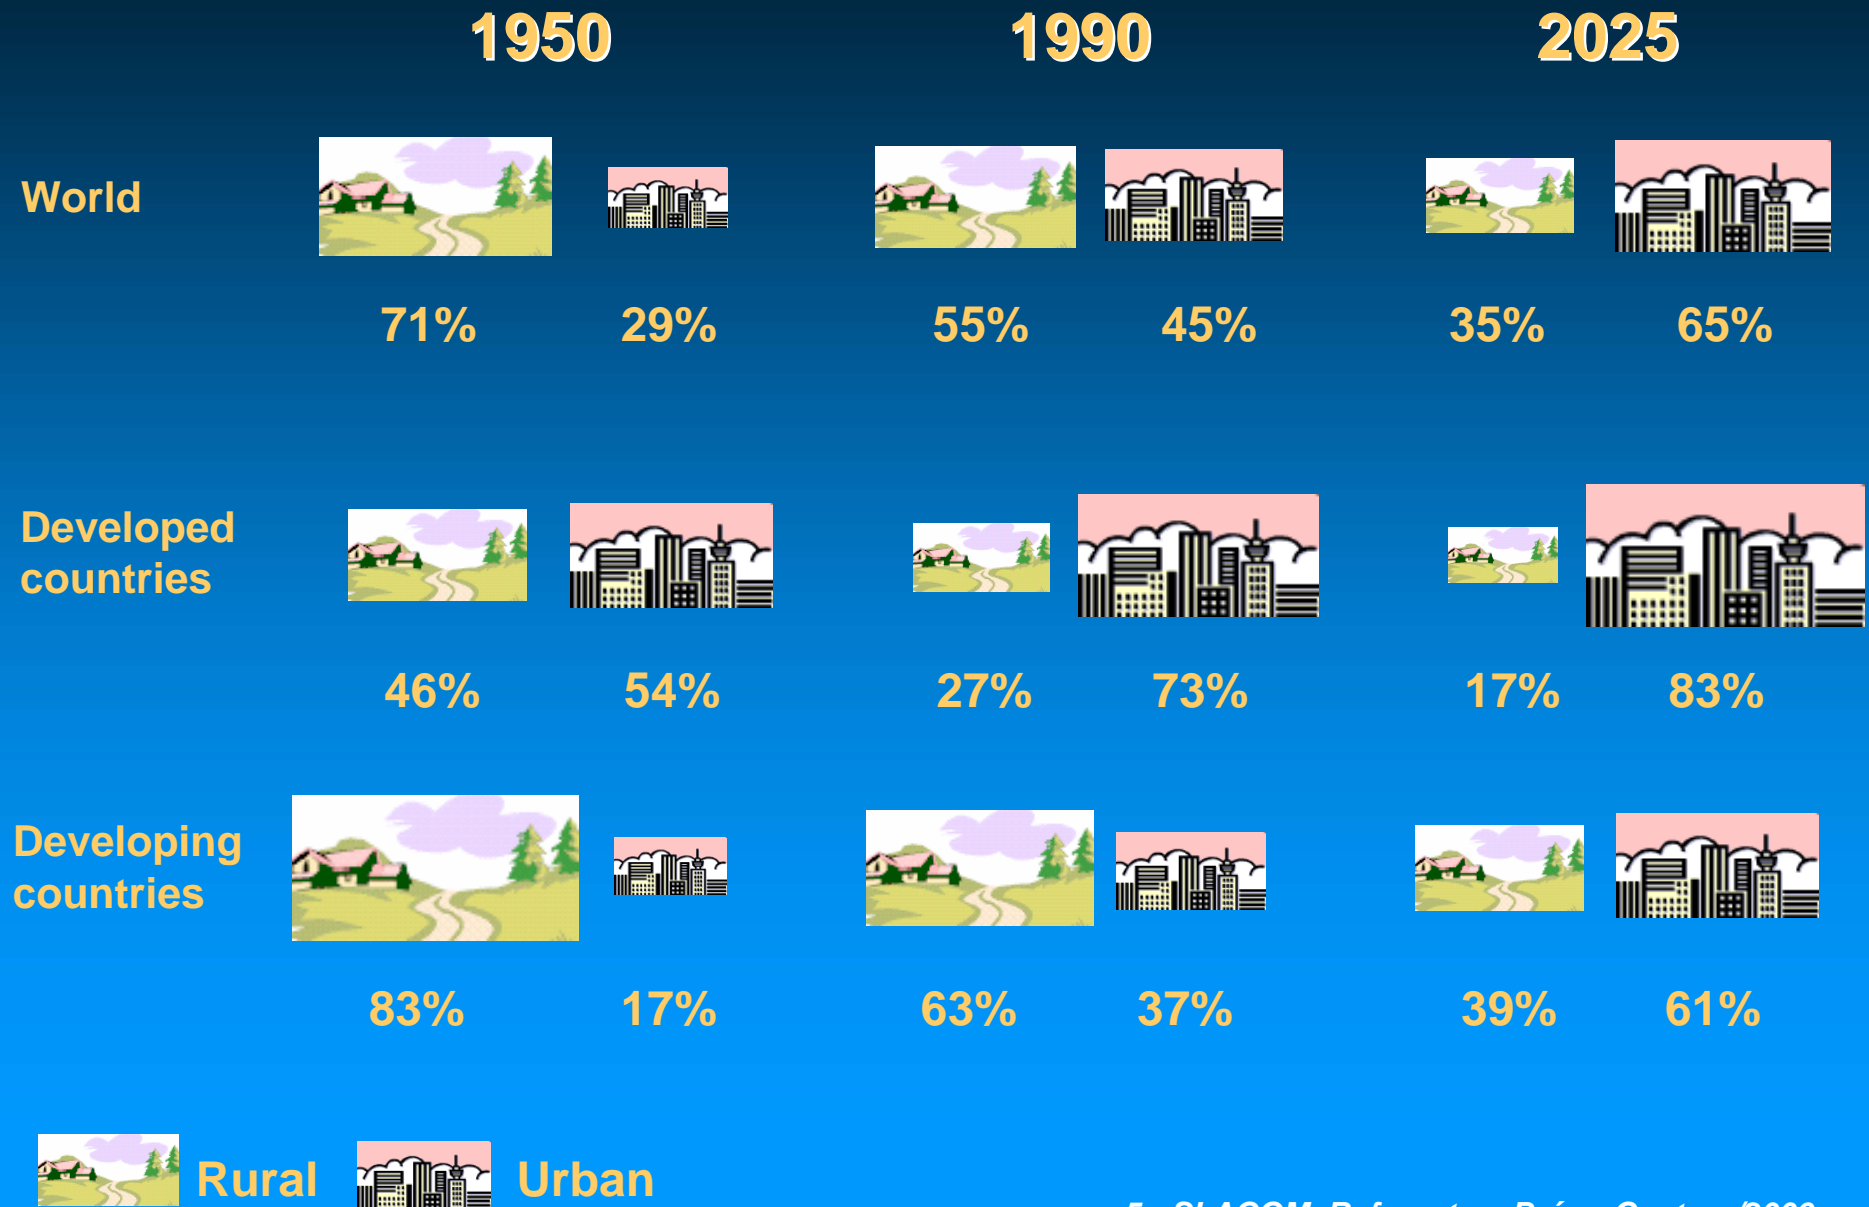 1950 1990 2025
World
71% 29% 55% 45% 35% 65%
Developed
countries
46% 54% 27% 73% 17% 83%
Developing
countries
83% 17% 63% 37% 39% 61%
Rural Urban